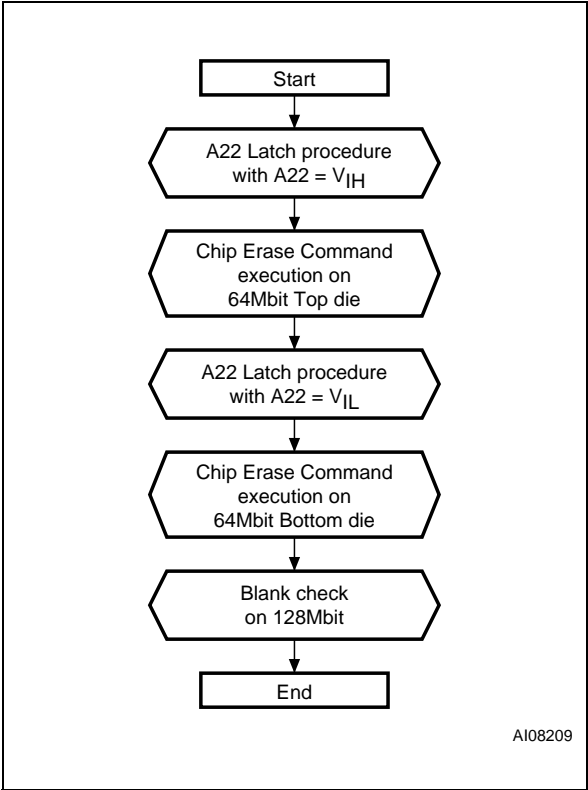 Start
A22 Latch procedure
with A22 = VIH
Chip Erase Command
execution on
64Mbit Top die
A22 Latch procedure
with A22 = VIL
Chip Erase Command
execution on
64Mbit Bottom die
Blank check
on 128Mbit
End
AI08209